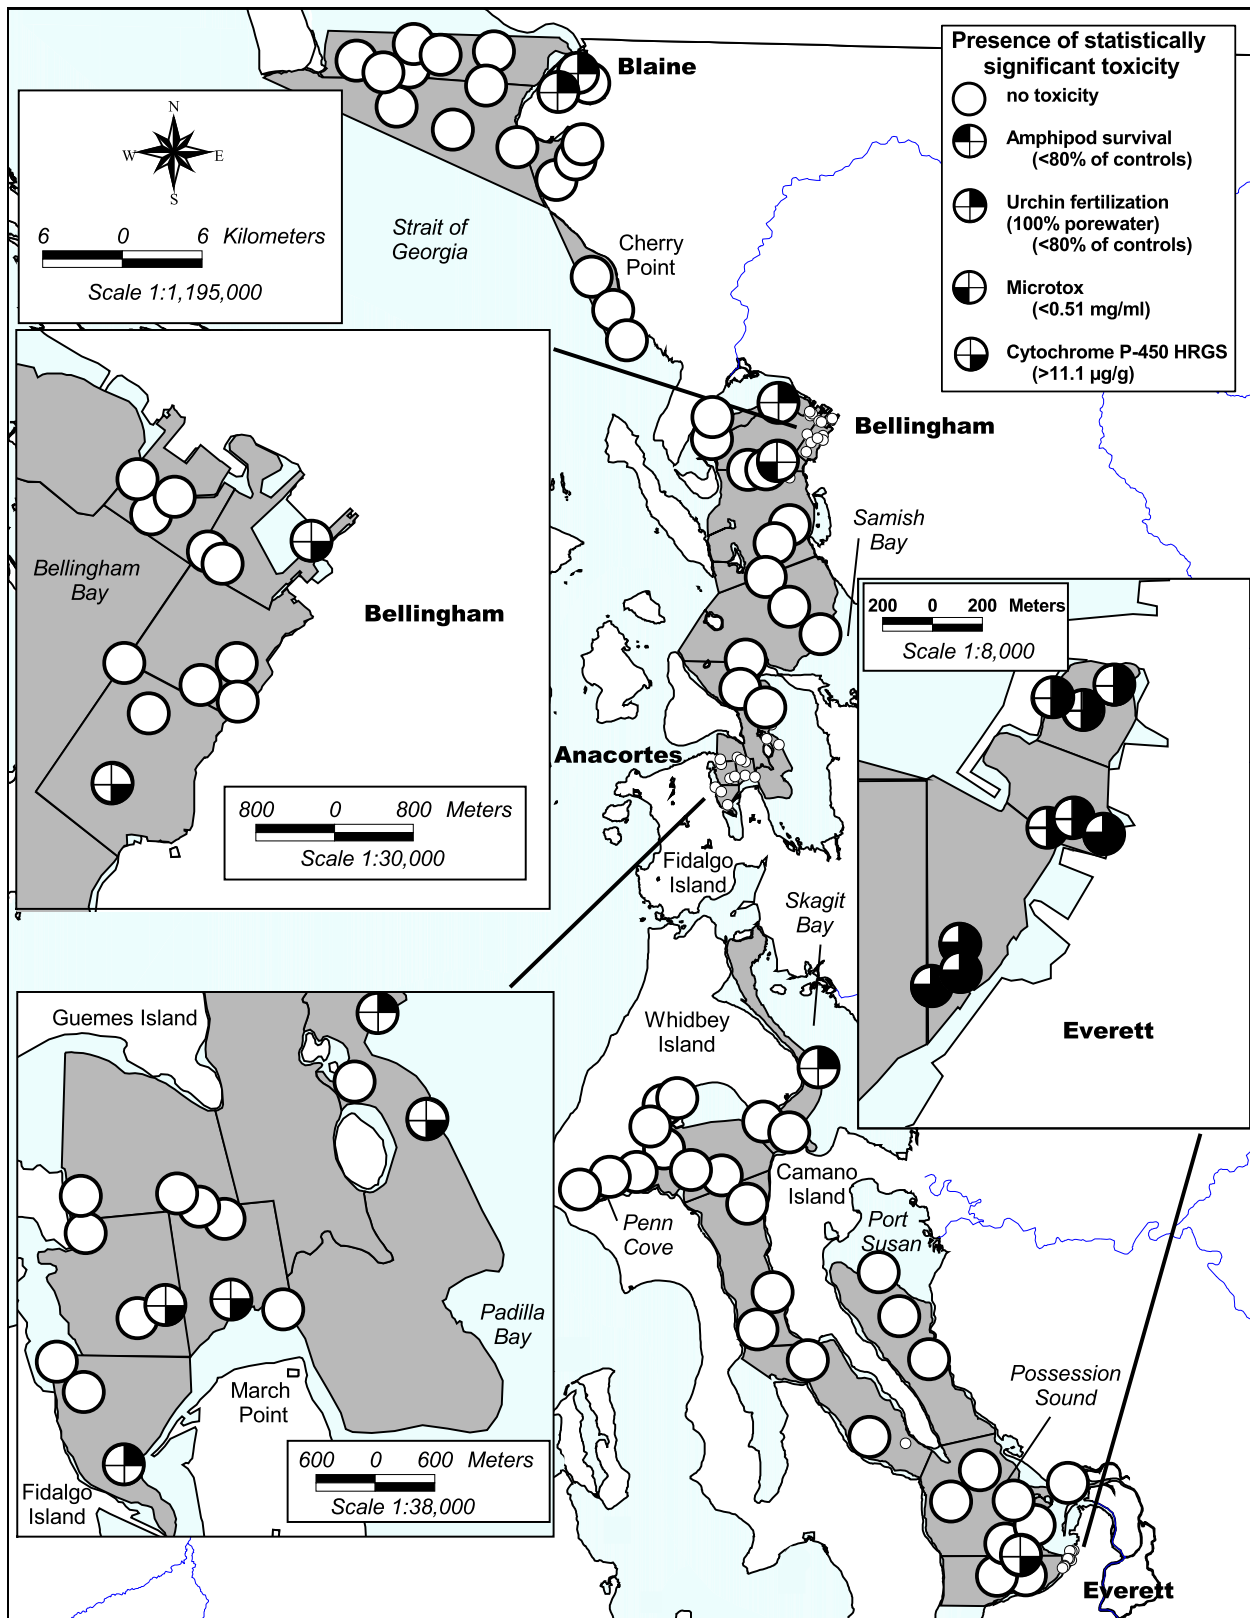 Blaine
Presence of statistically
significant toxicity
no toxicity
Amphipod survival
(<80% of controls)
Urchin fertilization
(100% porewater)
(<80% of controls)
Microtox
(<0.51 mg/ml)
Cytochrome P-450 HRGS
(>11.1 µg/g)
N
W E
S
6 0 6 Kilometers
Scale 1:1,195,000
Strait of
Georgia
Cherry
Point
Bellingham
Samish
Bay
Bellingham
Bay
Bellingham
800 0 800 Meters
Scale 1:30,000
200 0 200 Meters
Scale 1:8,000
Everett
Anacortes
Fidalgo
Island
Skagit
Bay
Whidbey
Island
Guemes Island
Padilla
Bay
March
Point
Fidalgo
Island
600 0 600 Meters
Scale 1:38,000
Camano
Island
Penn
Cove
Port
Susan
Possession
Sound
Everett